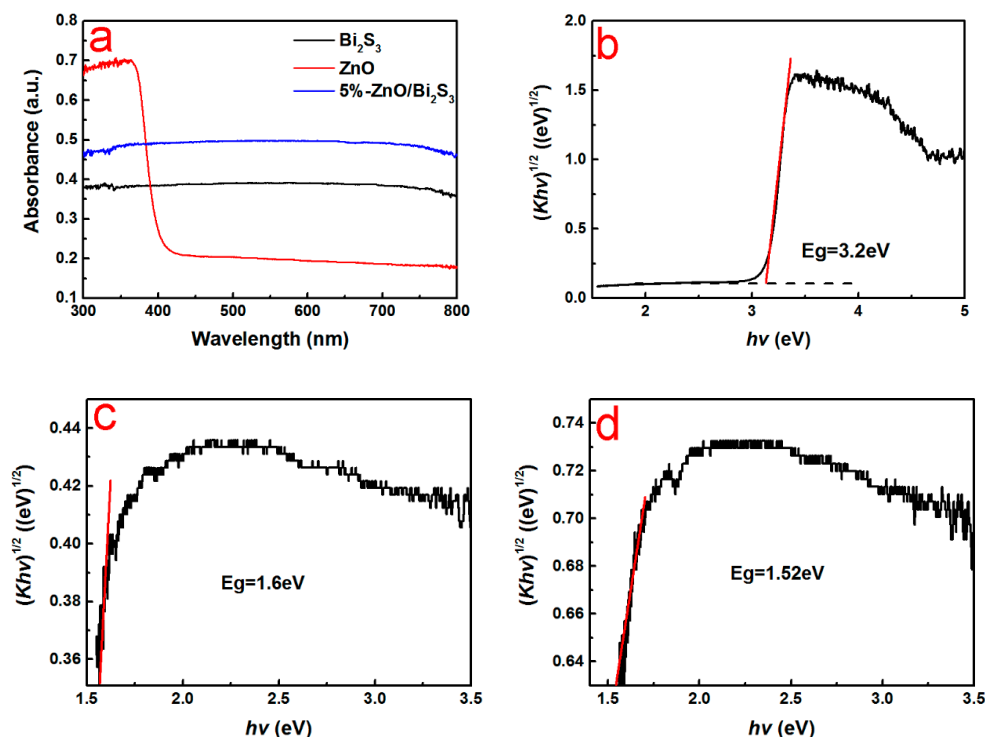 a
Bi₂S₃
ZnO
5%-ZnO/Bi₂S₃
0.7
0.6
0.5
0.4
0.3
0.2
0.1
Absorbance (a.u.)
300 400 500 600 700 800
Wavelength (nm)
b
2.0
1.5
1.0
0.5
0.0
(Khv)^1/2 ((eV)^1/2)
Eg=3.2eV
2 3 4 5
hv (eV)
c
0.44
0.42
0.40
0.38
0.36
(Khv)^1/2 ((eV)^1/2)
Eg=1.6eV
1.5 2.0 2.5 3.0 3.5
hv (eV)
d
0.74
0.72
0.70
0.68
0.66
0.64
(Khv)^1/2 ((eV)^1/2)
Eg=1.52eV
1.5 2.0 2.5 3.0 3.5
hv (eV)